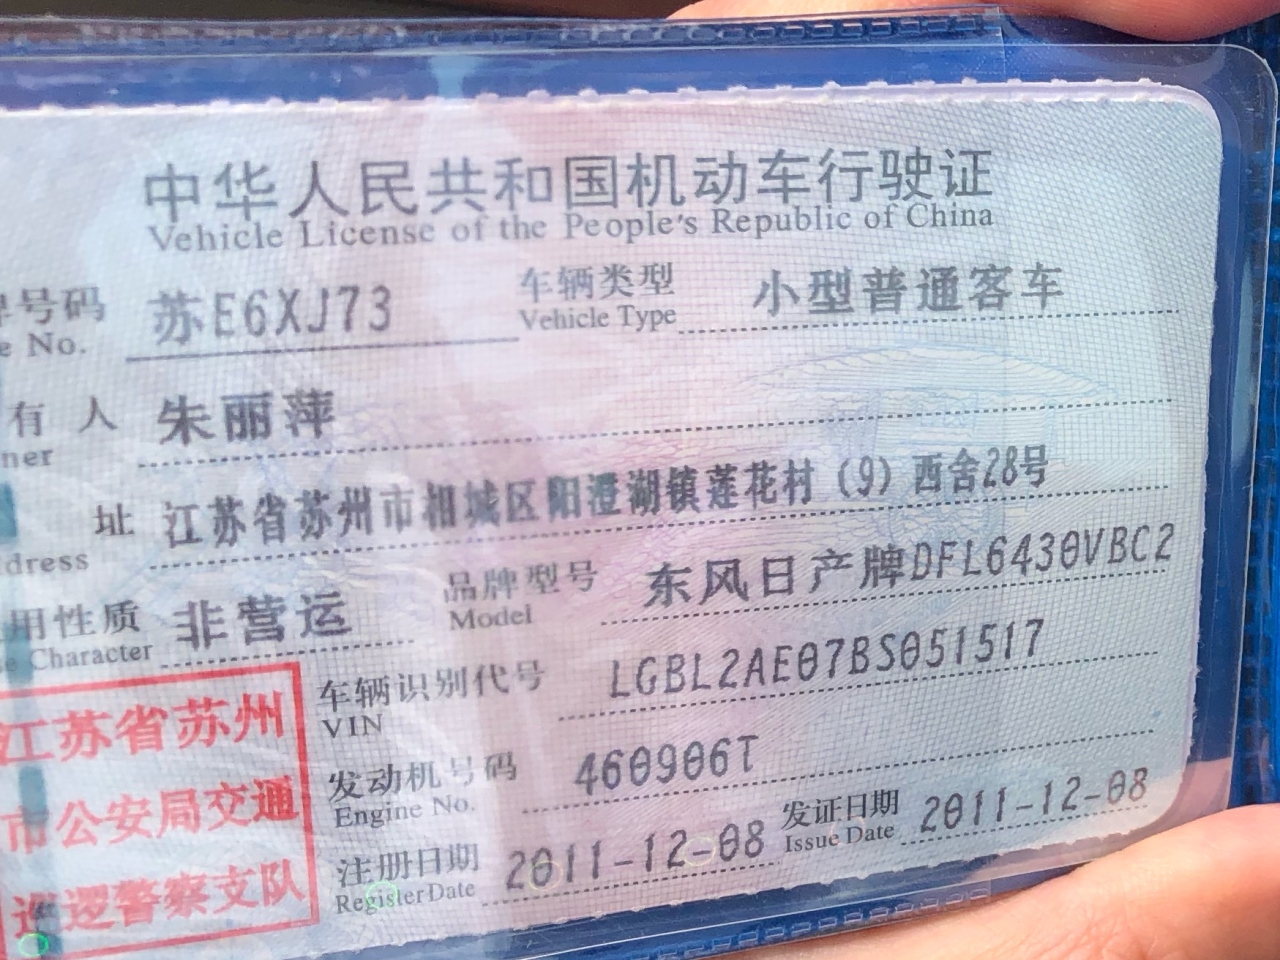 中华人民共和国机动车行驶证
Vehicle License of the People's Republic of China
号码 苏E6XJ73 车辆类型 小型普通客车
e No. Vehicle Type
有人 朱丽萍
ner
址 江苏省苏州市相城区阳澄湖镇莲花村（9）西舍28号
dress
用性质 非营运 品牌型号 东风日产牌DFL6430VBC2
e Character Model
车辆识别代号 LGBL2AE07BS051517
VIN
发动机号码 460906T
Engine No.
注册日期 2011-12-08 发证日期 2011-12-08
Register Date Issue Date
江苏省苏州
市公安局交通
巡逻警察支队